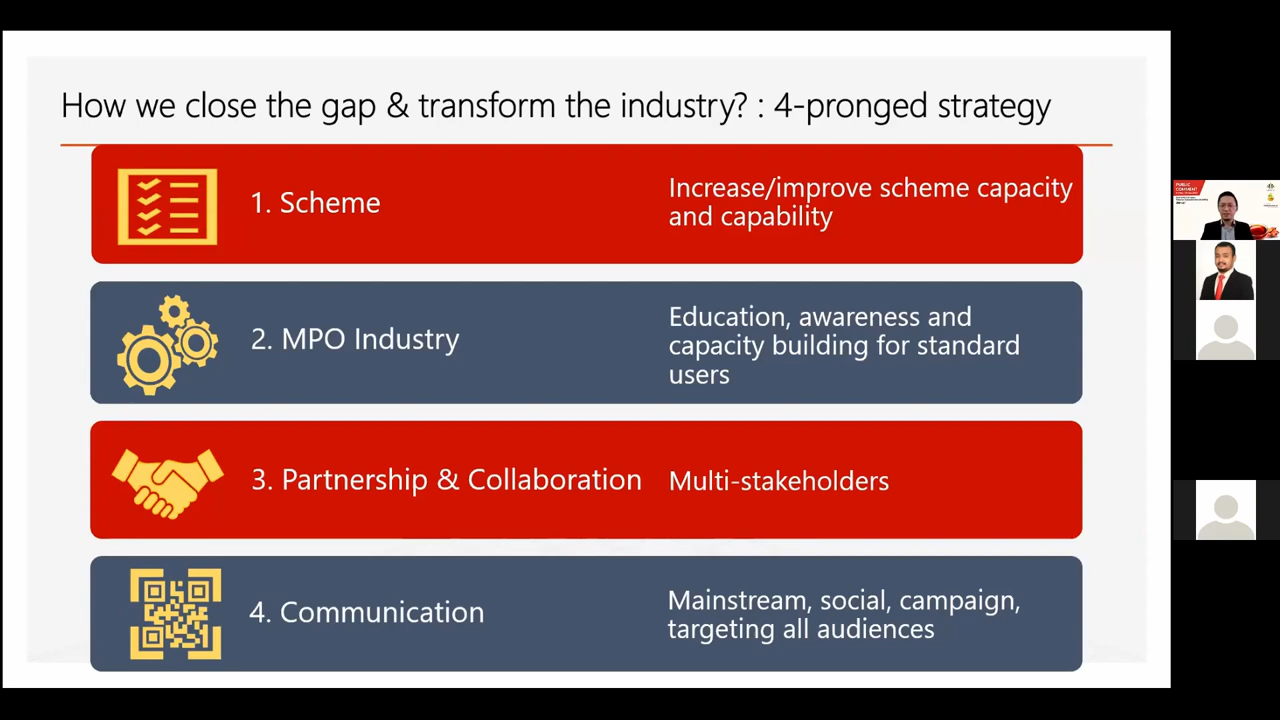 How we close the gap & transform the industry? : 4-pronged strategy
1. Scheme
Increase/improve scheme capacity
and capability
2. MPO Industry
Education, awareness and
capacity building for standard
users
3. Partnership & Collaboration
Multi-stakeholders
4. Communication
Mainstream, social, campaign,
targeting all audiences
PUBLIC
COMMENT